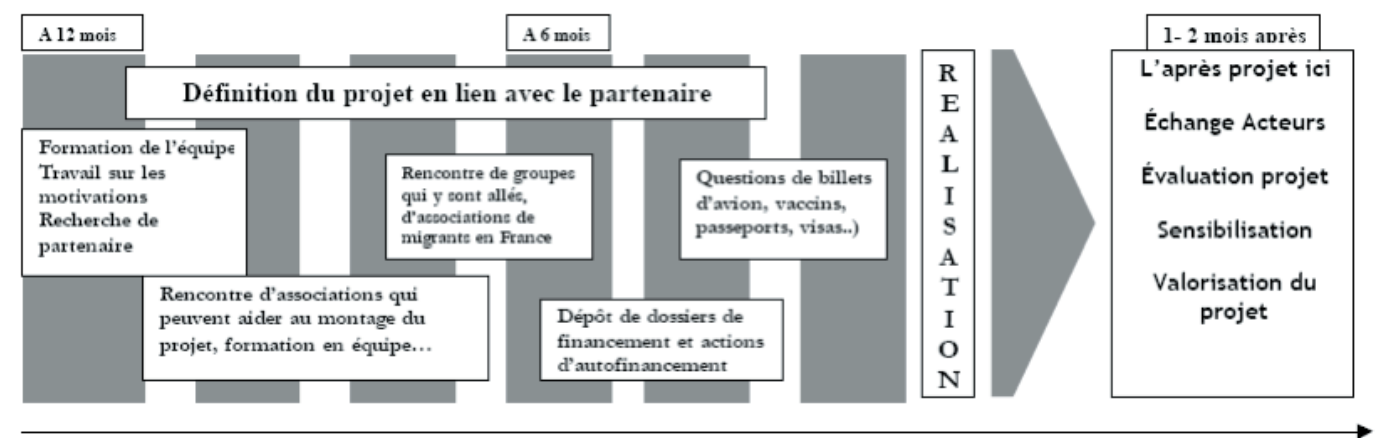 A 12 mois
A 6 mois
1- 2 mois après
Définition du projet en lien avec le partenaire
Formation de l'équipe
Travail sur les
motivations
Recherche de
partenaire
Rencontre d'associations qui
peuvent aider au montage du
projet, formation en équipe…
Rencontre de groupes
qui y sont allés,
d'associations de
migrants en France
Dépôt de dossiers de
financement et actions
d'autofinancement
Questions de billets
d'avion, vaccins,
passeports, visas..)
R
E
A
L
I
S
A
T
I
O
N
L'après projet ici
Échange Acteurs
Évaluation projet
Sensibilisation
Valorisation du
projet